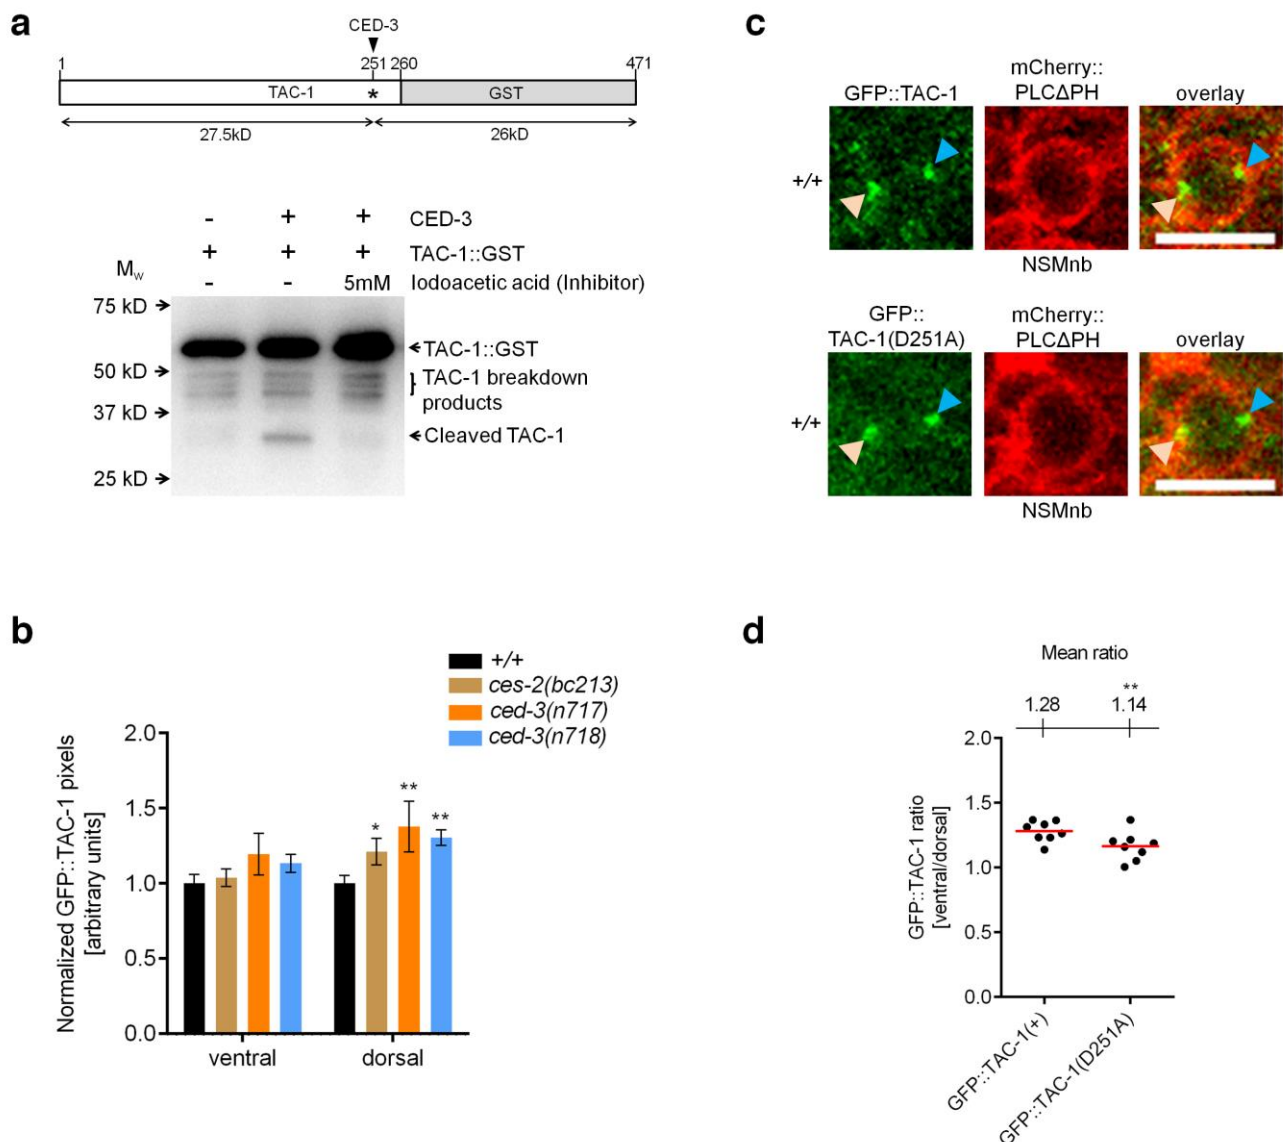 a
CED-3
1 251 260 471
TAC-1 * GST
27.5kD 26kD
- + + CED-3
+ + + TAC-1::GST
- - 5mM Iodoacetic acid (Inhibitor)
Mw
75 kD
50 kD
37 kD
25 kD
TAC-1::GST
TAC-1 breakdown
products
Cleaved TAC-1
b
+/+
ces-2(bc213)
ced-3(n717)
ced-3(n718)
Normalized GFP::TAC-1 pixels
[arbitrary units]
2.0
1.5
1.0
0.5
0.0
* ** **
ventral dorsal
c
GFP::TAC-1
mCherry::
PLCΔPH
overlay
+/+
NSMnb
GFP::
TAC-1(D251A)
mCherry::
PLCΔPH
overlay
+/+
NSMnb
d
Mean ratio
**
1.28 1.14
GFP::TAC-1 ratio
[ventral/dorsal]
2.0
1.5
1.0
0.5
0.0
GFP::TAC-1(+)
GFP::TAC-1(D251A)